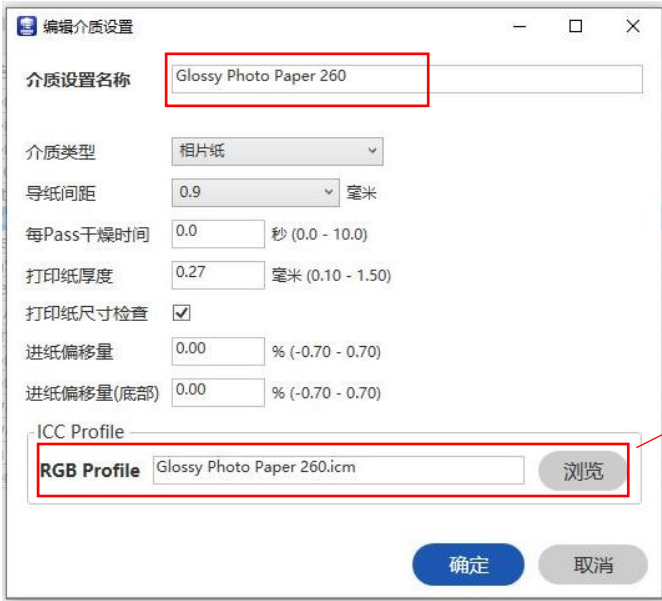 编辑介质设置
介质设置名称 Glossy Photo Paper 260
介质类型 相片纸
导纸间距 0.9 毫米
每Pass干燥时间 0.0 秒 (0.0 - 10.0)
打印纸厚度 0.27 毫米 (0.10 - 1.50)
打印纸尺寸检查
进纸偏移量 0.00 % (-0.70 - 0.70)
进纸偏移量(底部) 0.00 % (-0.70 - 0.70)
ICC Profile
RGB Profile Glossy Photo Paper 260.icm 浏览
确定 取消